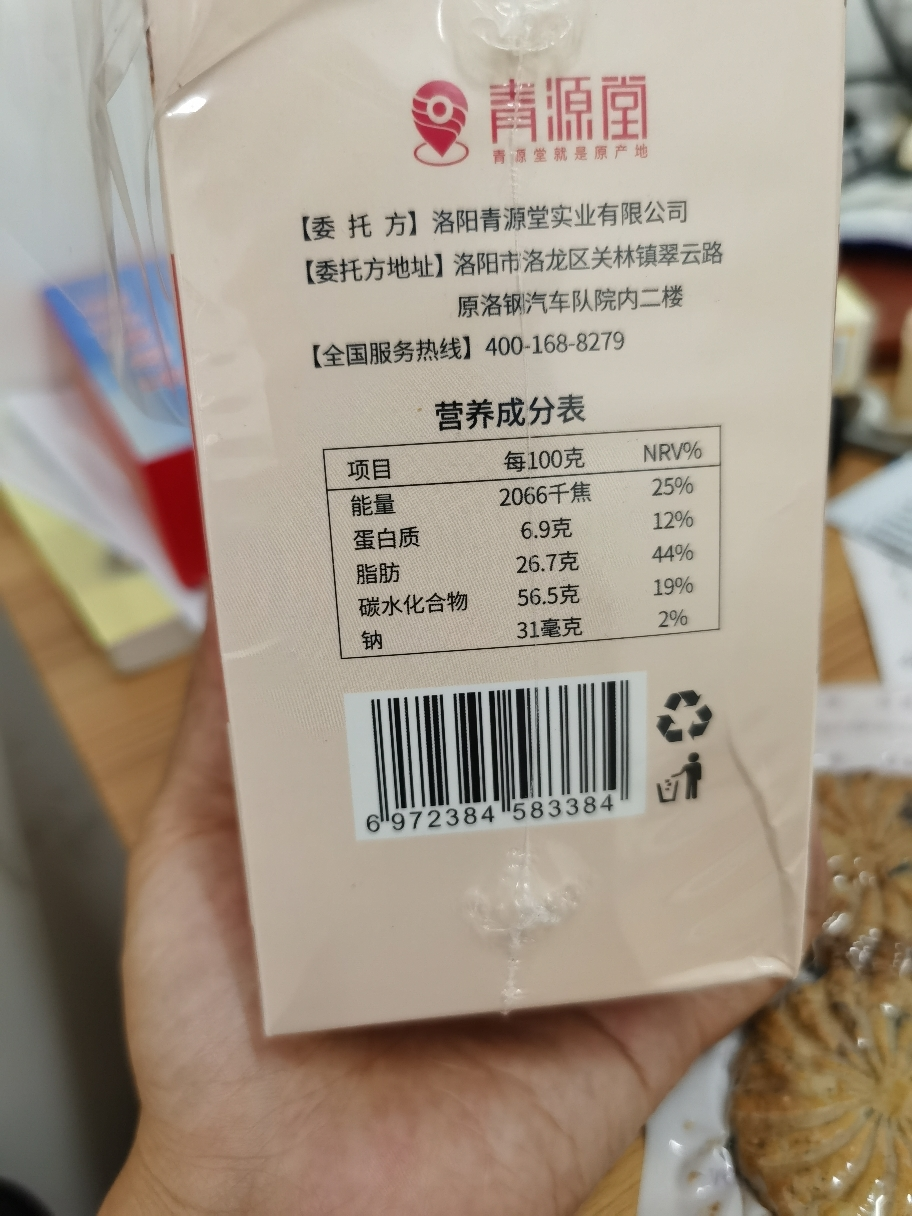 青源堂
青源堂就是原产地
【委 托 方】洛阳青源堂实业有限公司
【委托方地址】洛阳市洛龙区关林镇翠云路
原洛钢汽车队院内二楼
【全国服务热线】400-168-8279
营养成分表
项目 每100克 NRV%
能量 2066千焦 25%
蛋白质 6.9克 12%
脂肪 26.7克 44%
碳水化合物 56.5克 19%
钠 31毫克 2%
6 972384 583384